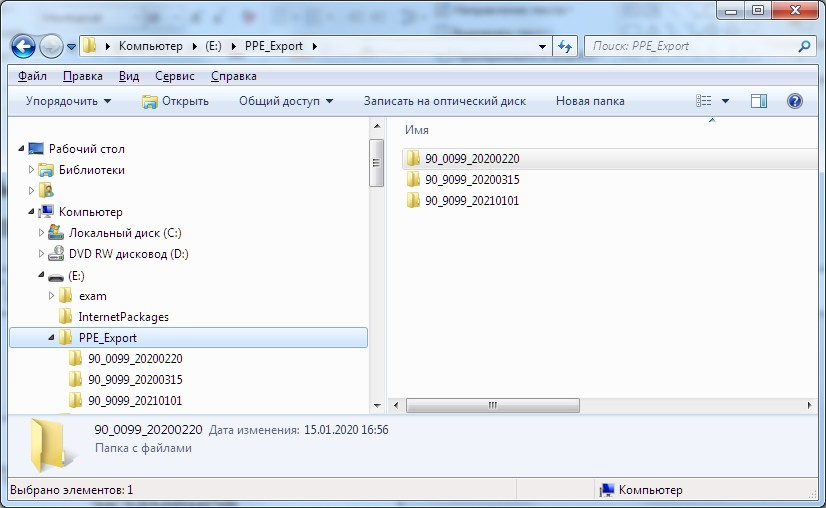 Компьютер
(E:)
PPE_Export
Поиск: PPE_Export
Файл Правка Вид Сервис Справка
Упорядочить Открыть Общий доступ Записать на оптический диск Новая папка
Рабочий стол
Библиотеки
Компьютер
Локальный диск (C:)
DVD RW дисковод (D:)
(E:)
exam
InternetPackages
PPE_Export
90_0099_20200220
90_9099_20200315
90_9099_20210101
Имя
90_0099_20200220
90_9099_20200315
90_9099_20210101
90_0099_20200220 Дата изменения: 15.01.2020 16:56
Папка с файлами
Выбрано элементов: 1
Компьютер